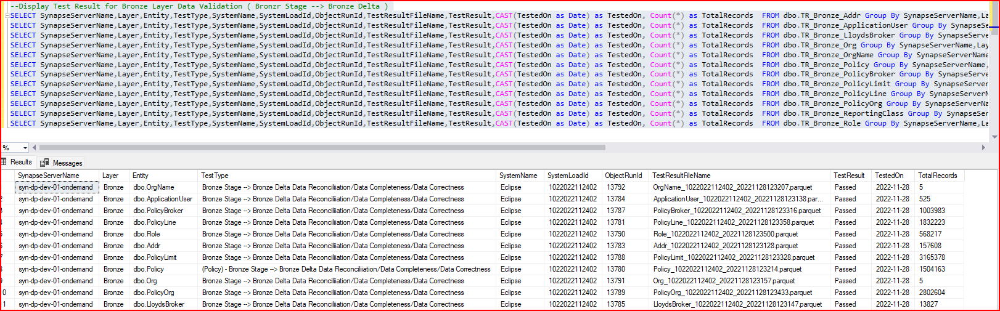 --Display Test Result for Bronze Layer Data Validation ( Bronzr Stage --> Bronze Delta )
SELECT SynapseServerName,Layer,Entity,TestType,SystemName,SystemLoadId,ObjectRunId,TestResultFileName,TestResult,CAST(TestedOn as Date) as TestedOn, Count(*) as TotalRecords  FROM dbo.TR_Bronze_Addr Group By SynapseServerName,La
SELECT SynapseServerName,Layer,Entity,TestType,SystemName,SystemLoadId,ObjectRunId,TestResultFileName,TestResult,CAST(TestedOn as Date) as TestedOn, Count(*) as TotalRecords  FROM dbo.TR_Bronze_ApplicationUser Group By SynapseSe
SELECT SynapseServerName,Layer,Entity,TestType,SystemName,SystemLoadId,ObjectRunId,TestResultFileName,TestResult,CAST(TestedOn as Date) as TestedOn, Count(*) as TotalRecords  FROM dbo.TR_Bronze_LloydsBroker Group By SynapseServe
SELECT SynapseServerName,Layer,Entity,TestType,SystemName,SystemLoadId,ObjectRunId,TestResultFileName,TestResult,CAST(TestedOn as Date) as TestedOn, Count(*) as TotalRecords  FROM dbo.TR_Bronze_Org Group By SynapseServerName,Lay
SELECT SynapseServerName,Layer,Entity,TestType,SystemName,SystemLoadId,ObjectRunId,TestResultFileName,TestResult,CAST(TestedOn as Date) as TestedOn, Count(*) as TotalRecords  FROM dbo.TR_Bronze_OrgName Group By SynapseServerName
SELECT SynapseServerName,Layer,Entity,TestType,SystemName,SystemLoadId,ObjectRunId,TestResultFileName,TestResult,CAST(TestedOn as Date) as TestedOn, Count(*) as TotalRecords  FROM dbo.TR_Bronze_Policy Group By SynapseServerName,
SELECT SynapseServerName,Layer,Entity,TestType,SystemName,SystemLoadId,ObjectRunId,TestResultFileName,TestResult,CAST(TestedOn as Date) as TestedOn, Count(*) as TotalRecords  FROM dbo.TR_Bronze_PolicyBroker Group By SynapseServe
SELECT SynapseServerName,Layer,Entity,TestType,SystemName,SystemLoadId,ObjectRunId,TestResultFileName,TestResult,CAST(TestedOn as Date) as TestedOn, Count(*) as TotalRecords  FROM dbo.TR_Bronze_PolicyLimit Group By SynapseServer
SELECT SynapseServerName,Layer,Entity,TestType,SystemName,SystemLoadId,ObjectRunId,TestResultFileName,TestResult,CAST(TestedOn as Date) as TestedOn, Count(*) as TotalRecords  FROM dbo.TR_Bronze_PolicyLine Group By SynapseServerN
SELECT SynapseServerName,Layer,Entity,TestType,SystemName,SystemLoadId,ObjectRunId,TestResultFileName,TestResult,CAST(TestedOn as Date) as TestedOn, Count(*) as TotalRecords  FROM dbo.TR_Bronze_PolicyOrg Group By SynapseServerNa
SELECT SynapseServerName,Layer,Entity,TestType,SystemName,SystemLoadId,ObjectRunId,TestResultFileName,TestResult,CAST(TestedOn as Date) as TestedOn, Count(*) as TotalRecords  FROM dbo.TR_Bronze_ReportingClass Group By SynapseSer
SELECT SynapseServerName,Layer,Entity,TestType,SystemName,SystemLoadId,ObjectRunId,TestResultFileName,TestResult,CAST(TestedOn as Date) as TestedOn, Count(*) as TotalRecords  FROM dbo.TR_Bronze_Role Group By SynapseServerName,La
%
Results Messages
SynapseServerName Layer Entity TestType SystemName SystemLoadId ObjectRunId TestResultFileName TestResult TestedOn TotalRecords
syn-dp-dev-01-ondemand Bronze dbo.OrgName Bronze Stage --> Bronze Delta Data Reconciliiation/Data Completeness/Data Correctness Eclipse 1022022112402 13792 OrgName_1022022112402_20221128123207.parquet Passed 2022-11-28 5
2 syn-dp-dev-01-ondemand Bronze dbo.ApplicationUser Bronze Stage --> Bronze Delta Data Reconciliiation/Data Completeness/Data Correctness Eclipse 1022022112402 13784 ApplicationUser_1022022112402_20221128123138.par... Passed 2022-11-28 525
3 syn-dp-dev-01-ondemand Bronze dbo.PolicyBroker Bronze Stage --> Bronze Delta Data Reconciliiation/Data Completeness/Data Correctness Eclipse 1022022112402 13787 PolicyBroker_1022022112402_20221128123316.parquet Passed 2022-11-28 1003983
4 syn-dp-dev-01-ondemand Bronze dbo.PolicyLine Bronze Stage --> Bronze Delta Data Reconciliiation/Data Completeness/Data Correctness Eclipse 1022022112402 13781 PolicyLine_1022022112402_20221128123358.parquet Passed 2022-11-28 1832223
5 syn-dp-dev-01-ondemand Bronze dbo.Role Bronze Stage --> Bronze Delta Data Reconciliiation/Data Completeness/Data Correctness Eclipse 1022022112402 13790 Role_1022022112402_20221128123500.parquet Passed 2022-11-28 568217
6 syn-dp-dev-01-ondemand Bronze dbo.Addr Bronze Stage --> Bronze Delta Data Reconciliiation/Data Completeness/Data Correctness Eclipse 1022022112402 13783 Addr_1022022112402_20221128123128.parquet Passed 2022-11-28 157608
7 syn-dp-dev-01-ondemand Bronze dbo.PolicyLimit Bronze Stage --> Bronze Delta Data Reconciliiation/Data Completeness/Data Correctness Eclipse 1022022112402 13788 PolicyLimit_1022022112402_20221128123328.parquet Passed 2022-11-28 3165378
8 syn-dp-dev-01-ondemand Bronze dbo.Policy (Policy) - Bronze Stage --> Bronze Delta Data Reconciliiation/Data Completeness/Data Correctness Eclipse 1022022112402 13780 Policy_1022022112402_20221128123214.parquet Passed 2022-11-28 1504163
9 syn-dp-dev-01-ondemand Bronze dbo.Org Bronze Stage --> Bronze Delta Data Reconciliiation/Data Completeness/Data Correctness Eclipse 1022022112402 13791 Org_1022022112402_20221128123157.parquet Passed 2022-11-28 5
0 syn-dp-dev-01-ondemand Bronze dbo.PolicyOrg Bronze Stage --> Bronze Delta Data Reconciliiation/Data Completeness/Data Correctness Eclipse 1022022112402 13789 PolicyOrg_1022022112402_20221128123433.parquet Passed 2022-11-28 2802604
1 syn-dp-dev-01-ondemand Bronze dbo.LloydsBroker Bronze Stage --> Bronze Delta Data Reconciliiation/Data Completeness/Data Correctness Eclipse 1022022112402 13785 LloydsBroker_1022022112402_20221128123147.parquet Passed 2022-11-28 13827